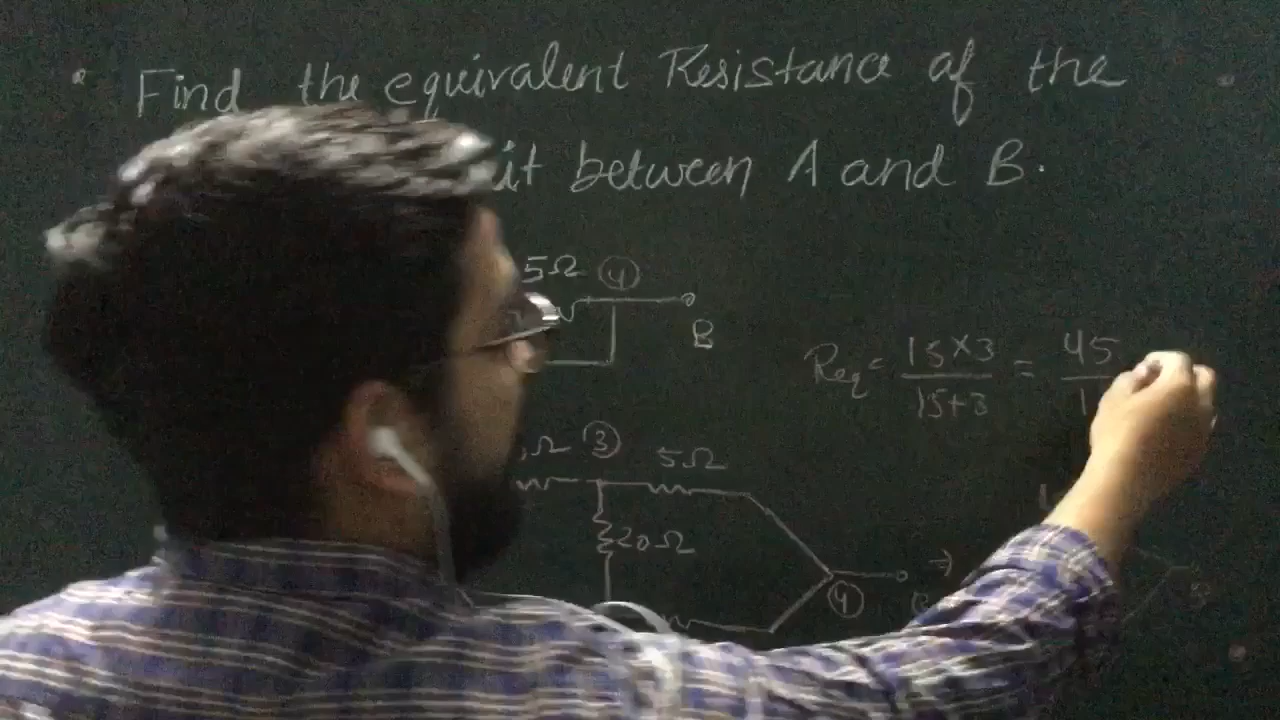 Find the equivalent Resistance of the
between A and B.
5Ω 4
B
Req = 15×3 / 15+3 = 45
3 5Ω
20Ω
4